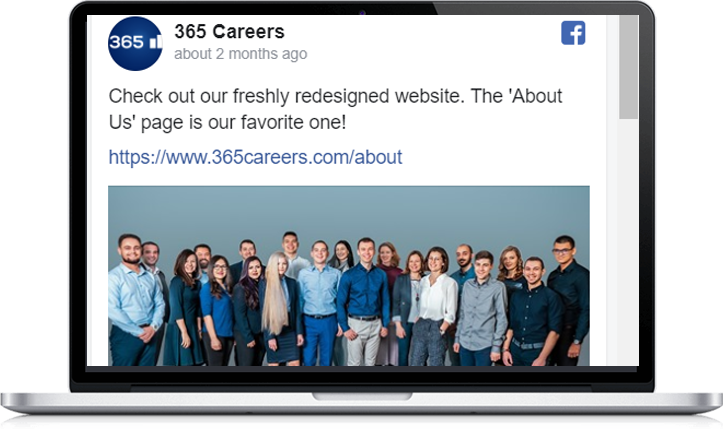 365
365 Careers
about 2 months ago
Check out our freshly redesigned website. The 'About
Us' page is our favorite one!
https://www.365careers.com/about